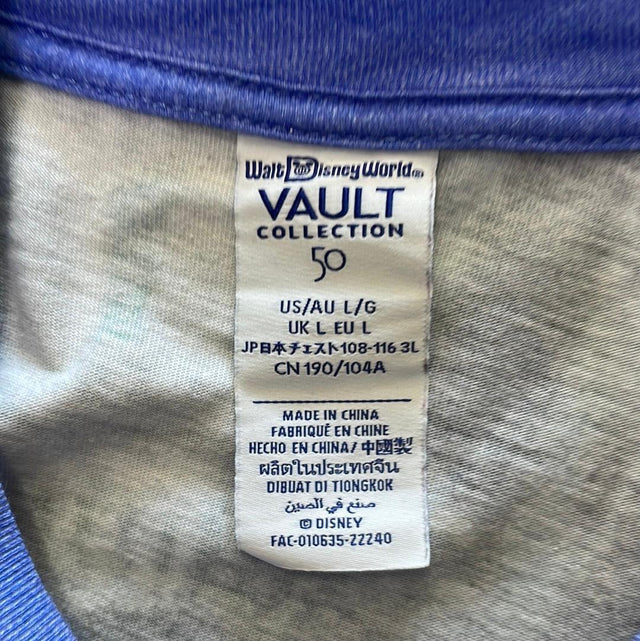 Walt Disney World®
VAULT
COLLECTION
50
US/AU L/G
UK L EU L
JP日本チェスト108-116 3L
CN 190/104A
MADE IN CHINA
FABRIQUÉ EN CHINE
HECHO EN CHINA/ 中國製
ผลิตในประเทศจีน
DIBUAT DI TIONGKOK
صنع في الصين
© DISNEY
FAC-010635-22240